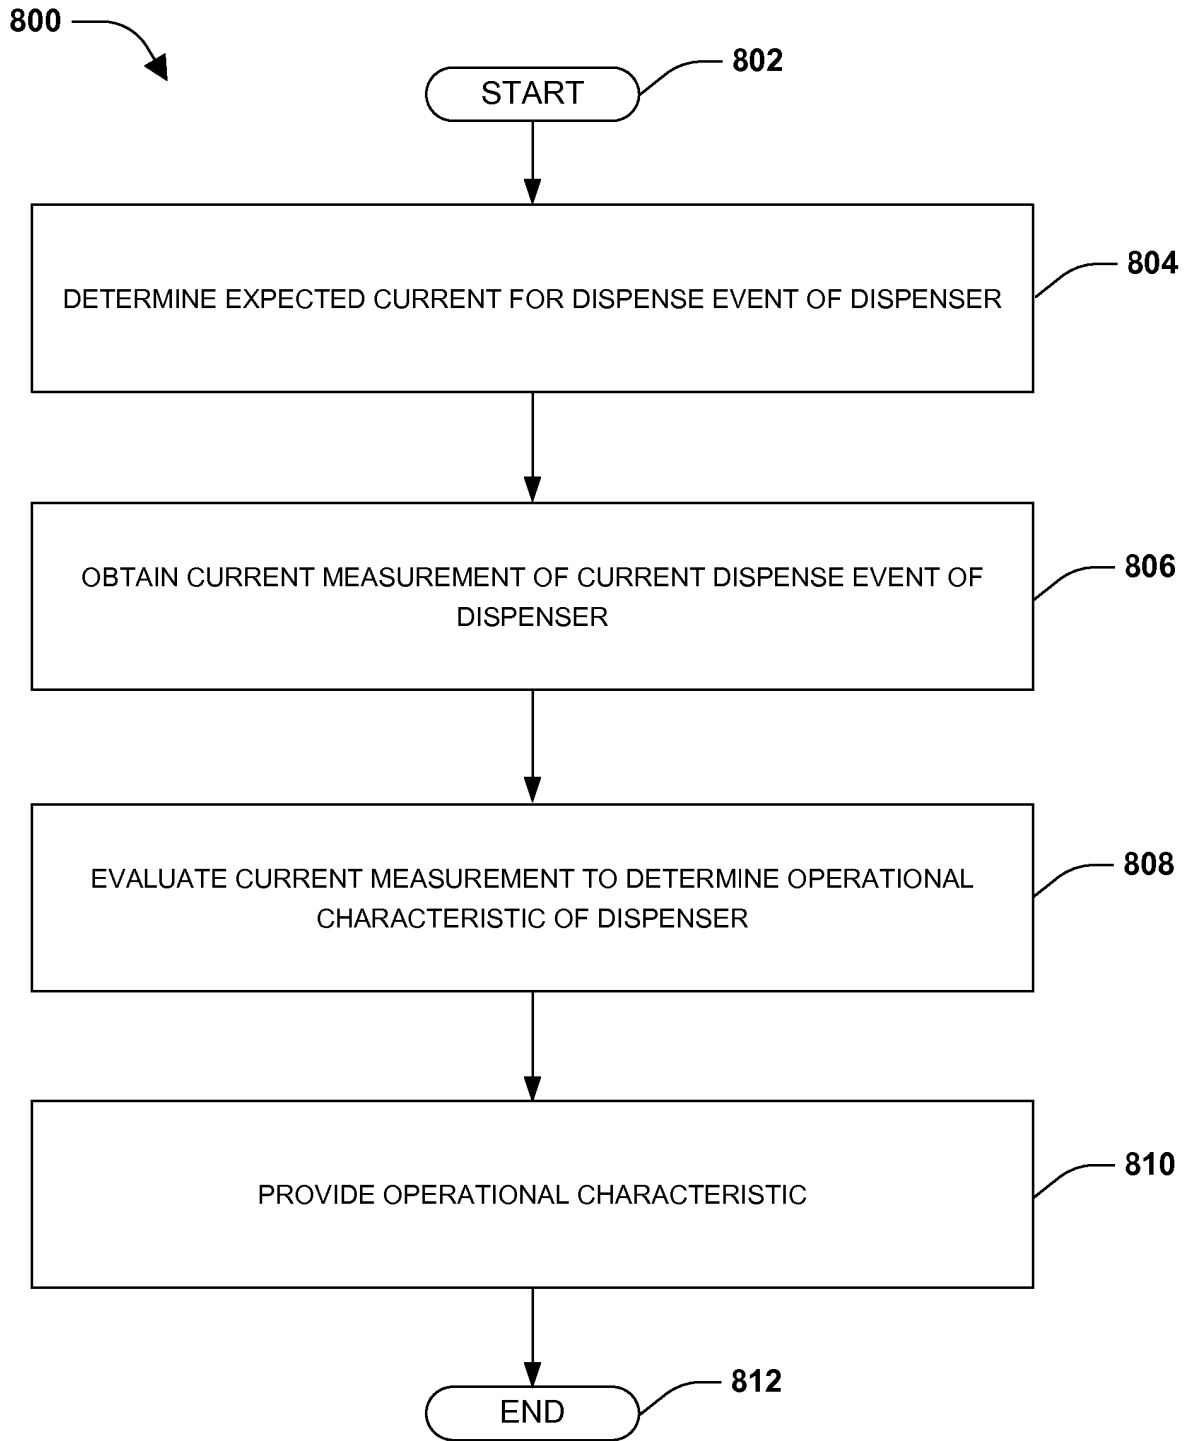 800
802
START
804
DETERMINE EXPECTED CURRENT FOR DISPENSE EVENT OF DISPENSER
806
OBTAIN CURRENT MEASUREMENT OF CURRENT DISPENSE EVENT OF
DISPENSER
808
EVALUATE CURRENT MEASUREMENT TO DETERMINE OPERATIONAL
CHARACTERISTIC OF DISPENSER
810
PROVIDE OPERATIONAL CHARACTERISTIC
812
END